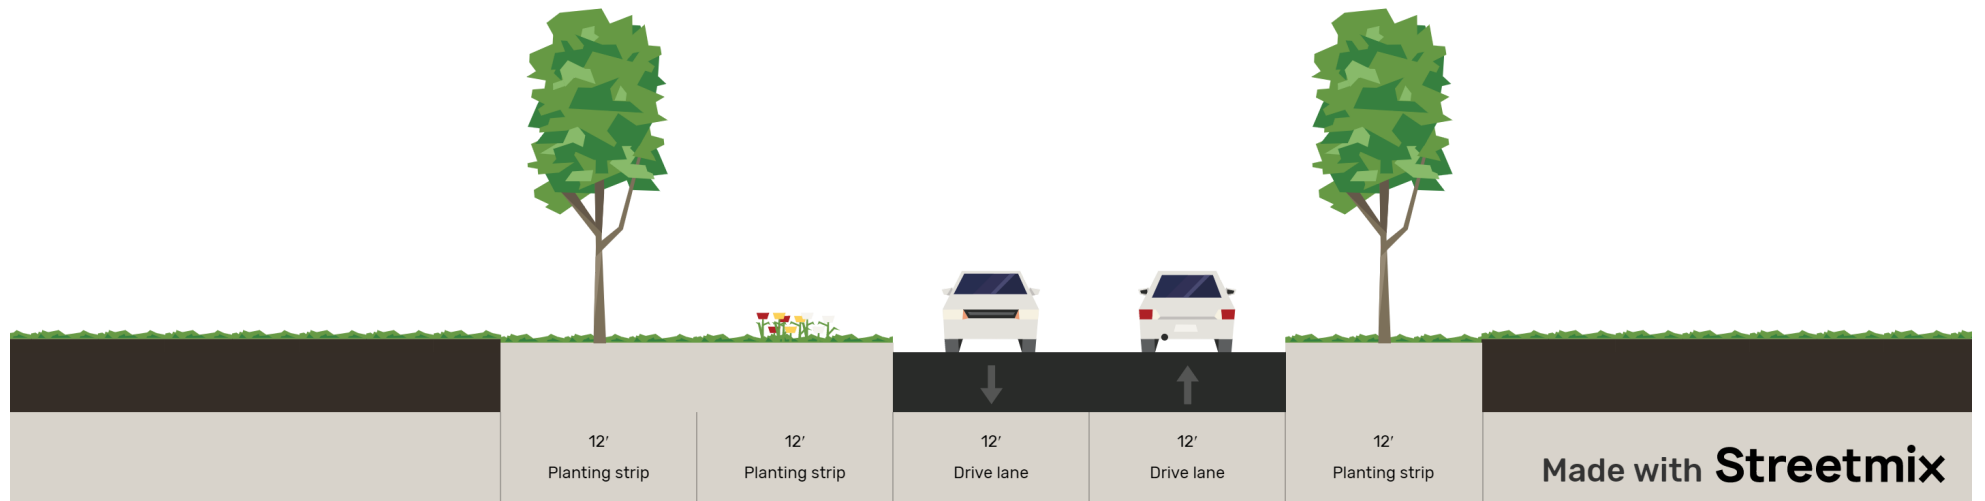 12′
Planting strip
12′
Planting strip
12′
Drive lane
12′
Drive lane
12′
Planting strip
Made with Streetmix